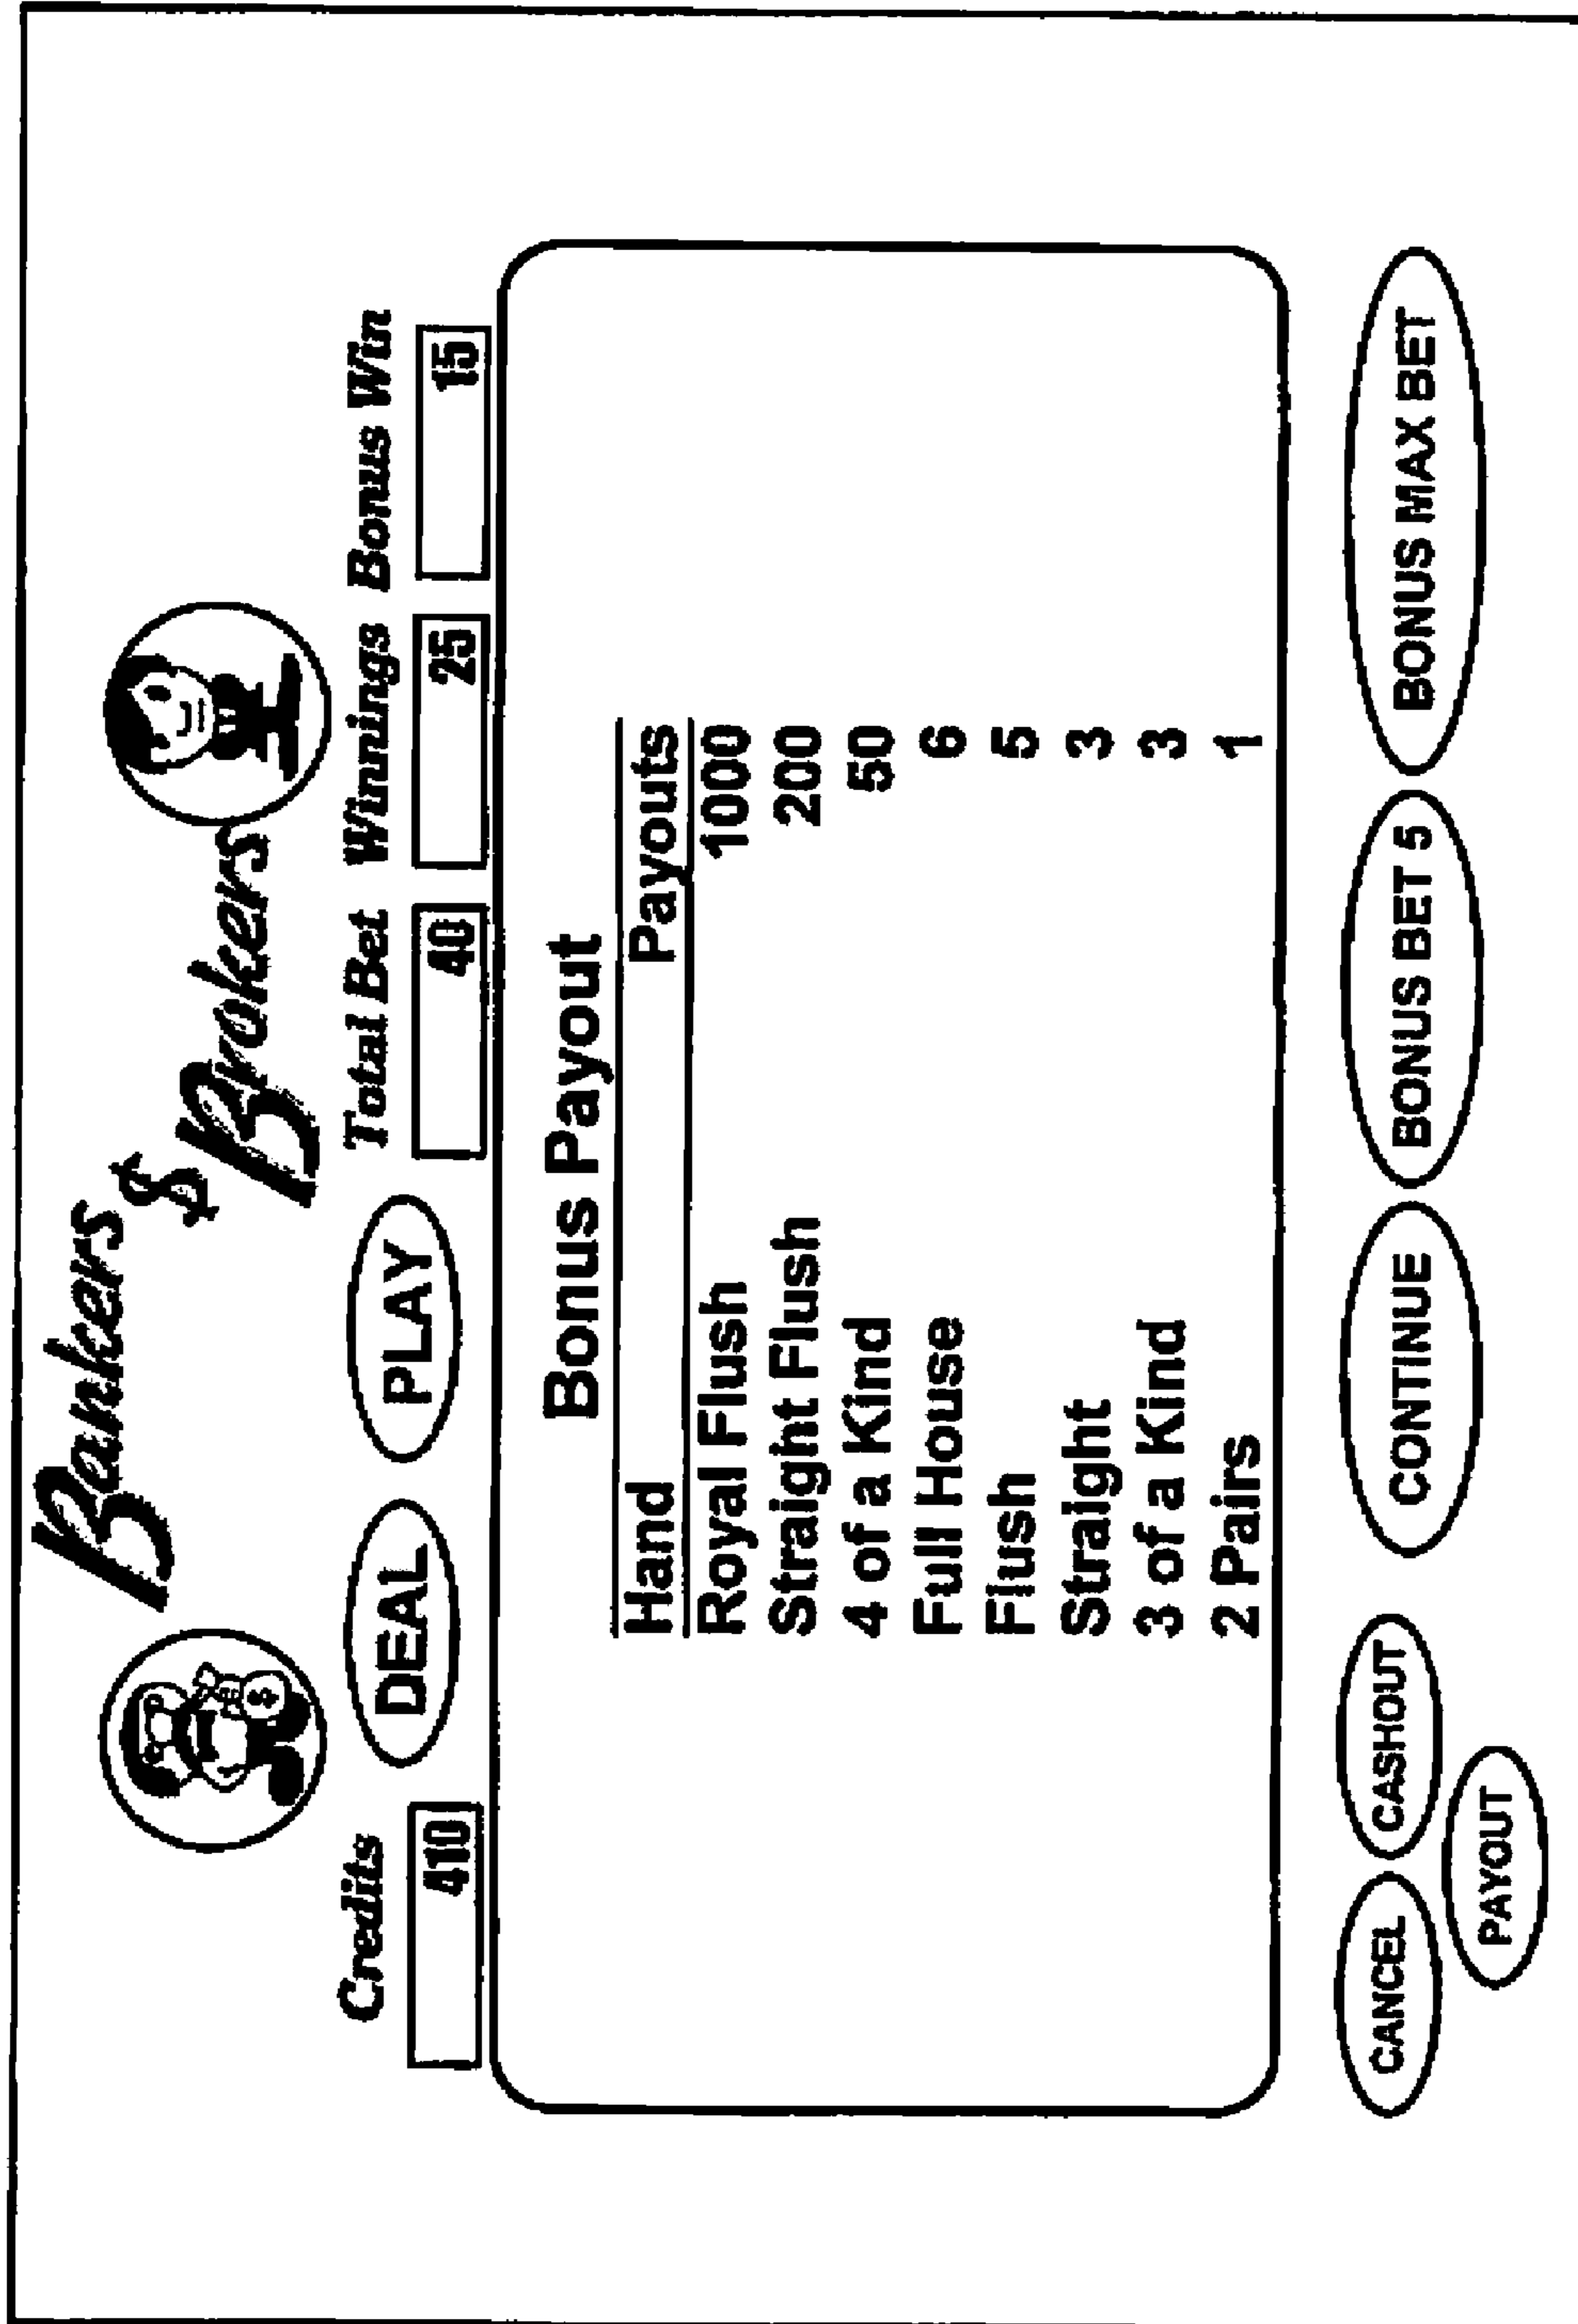 Bankers
&
Brokers
Credits DEAL PLAY Total Bet Winnings Bonus Win
410 40 25 15
Bonus Payout
Hand Payouts
Royal Flush 1000
Straight Flush 200
4 of a Kind 50
Full House 6
Flush 5
Straight 3
3 of a Kind 3
2 Pairs 1
CANCEL CASHOUT CONTINUE BONUS BET 5 BONUS MAX BET
PAYOUT